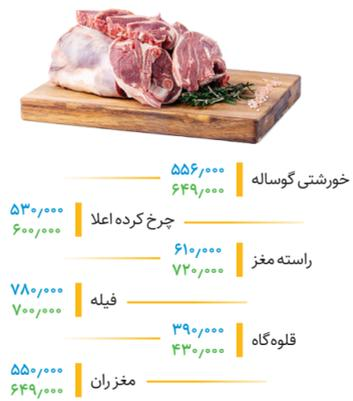 خورشتی گوساله
۵۵۶٫۰۰۰
۶۴۹٫۰۰۰
چرخ کرده اعلا
۵۳۰٫۰۰۰
۶۰۰٫۰۰۰
راسته مغز
۶۱۰٫۰۰۰
۷۲۰٫۰۰۰
فیله
۷۸۰٫۰۰۰
۷۰۰٫۰۰۰
قلوه‌گاه
۳۹۰٫۰۰۰
۴۳۰٫۰۰۰
مغز ران
۵۵۰٫۰۰۰
۶۴۹٫۰۰۰